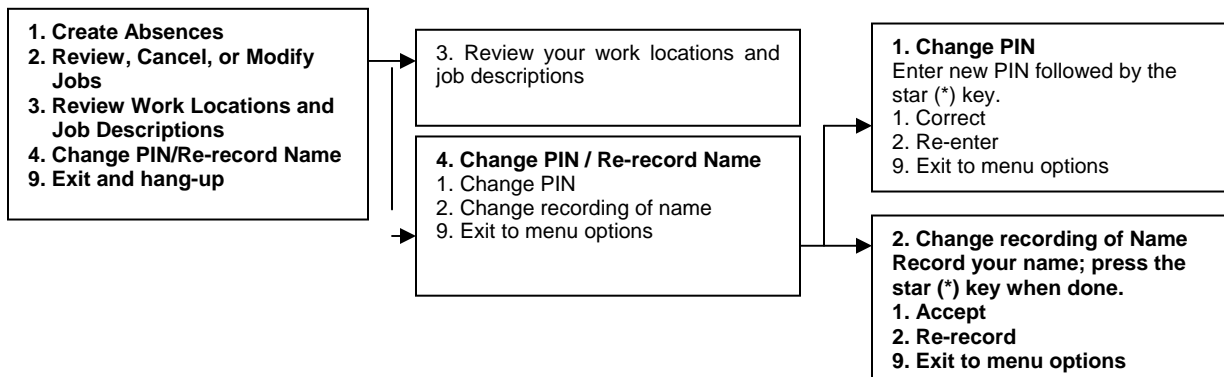 1. Create Absences
2. Review, Cancel, or Modify
Jobs
3. Review Work Locations and
Job Descriptions
4. Change PIN/Re-record Name
9. Exit and hang-up
3. Review your work locations and
job descriptions
4. Change PIN / Re-record Name
1. Change PIN
2. Change recording of name
9. Exit to menu options
1. Change PIN
Enter new PIN followed by the
star (*) key.
1. Correct
2. Re-enter
9. Exit to menu options
2. Change recording of Name
Record your name; press the
star (*) key when done.
1. Accept
2. Re-record
9. Exit to menu options